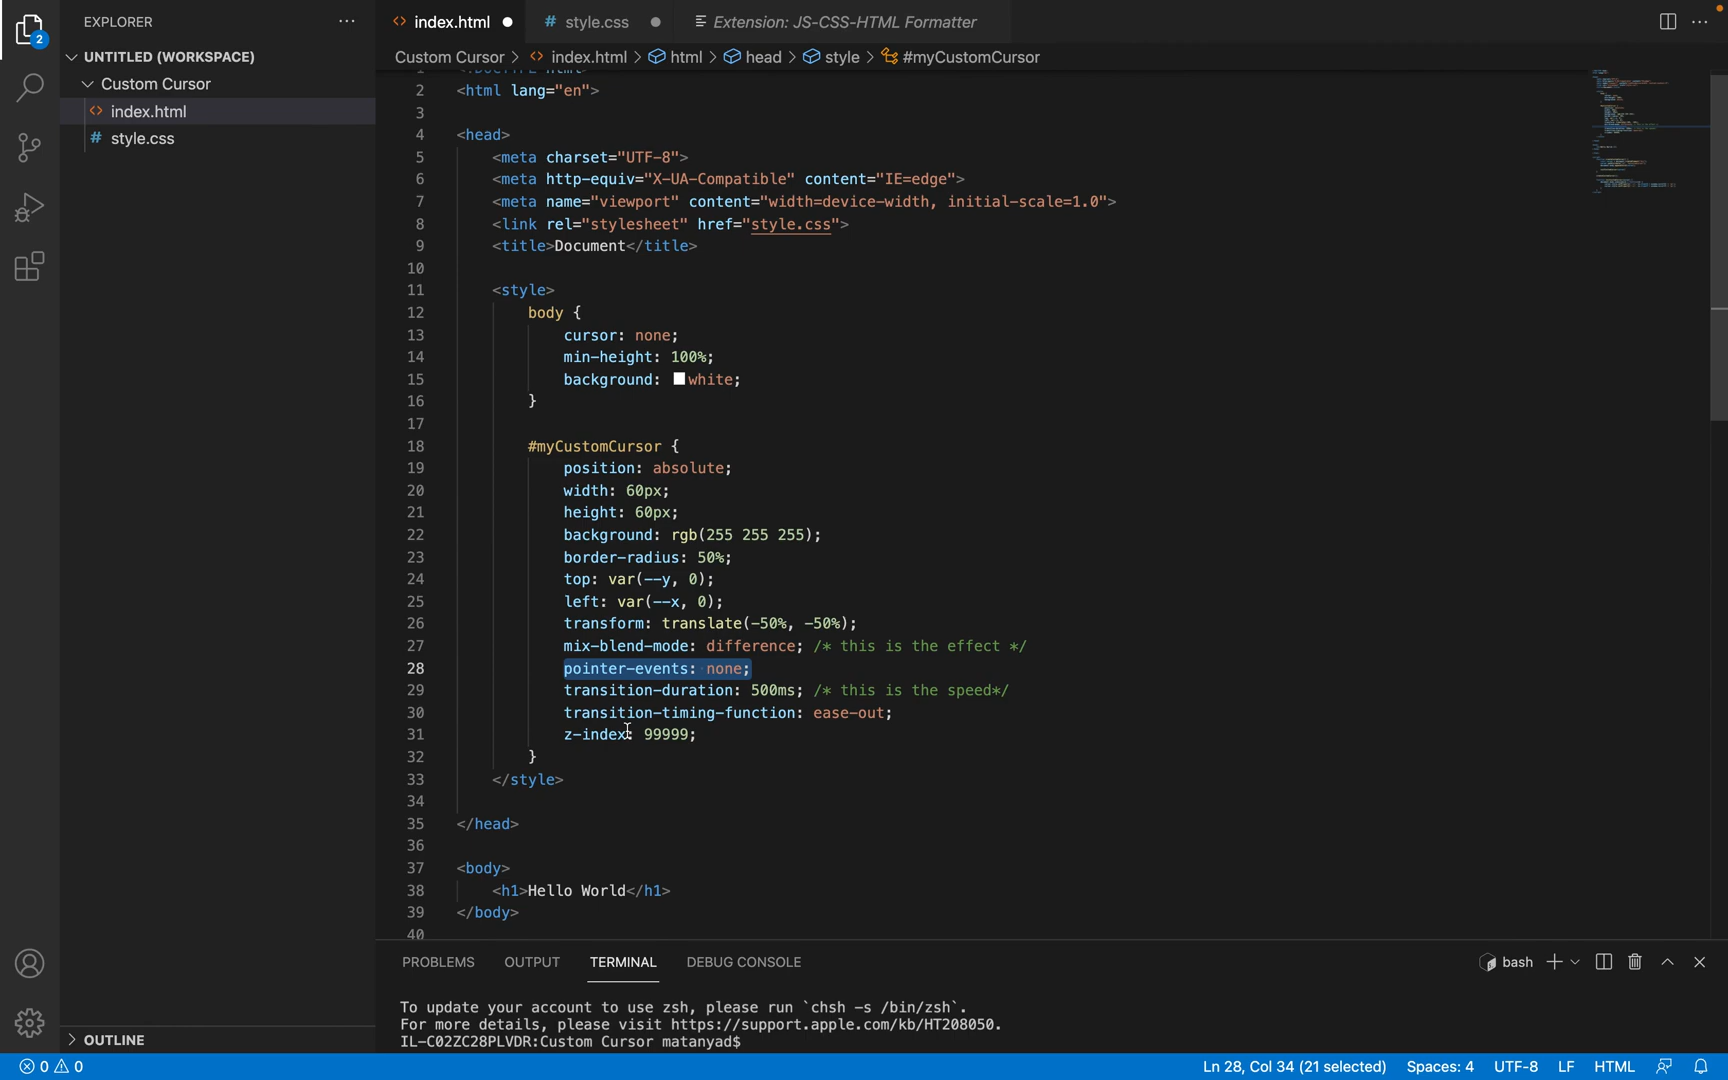 EXPLORER
index.html
# style.css
Extension: JS-CSS-HTML Formatter
2
UNTITLED (WORKSPACE)
Custom Cursor
index.html
# style.css
Custom Cursor > index.html > html > head > style > #myCustomCursor
2 <html lang="en">
3
4 <head>
5 <meta charset="UTF-8">
6 <meta http-equiv="X-UA-Compatible" content="IE=edge">
7 <meta name="viewport" content="width=device-width, initial-scale=1.0">
8 <link rel="stylesheet" href="style.css">
9 <title>Document</title>
10
11 <style>
12 body {
13 cursor: none;
14 min-height: 100%;
15 background: white;
16 }
17
18 #myCustomCursor {
19 position: absolute;
20 width: 60px;
21 height: 60px;
22 background: rgb(255 255 255);
23 border-radius: 50%;
24 top: var(--y, 0);
25 left: var(--x, 0);
26 transform: translate(-50%, -50%);
27 mix-blend-mode: difference; /* this is the effect */
28 pointer-events: none;
29 transition-duration: 500ms; /* this is the speed*/
30 transition-timing-function: ease-out;
31 z-index: 99999;
32 }
33 </style>
34
35 </head>
36
37 <body>
38 <h1>Hello World</h1>
39 </body>
40
PROBLEMS OUTPUT TERMINAL DEBUG CONSOLE
bash
To update your account to use zsh, please run `chsh -s /bin/zsh`.
For more details, please visit https://support.apple.com/kb/HT208050.
IL-C02ZC28PLVDR:Custom Cursor matanyad$
OUTLINE
0 0
Ln 28, Col 34 (21 selected) Spaces: 4 UTF-8 LF HTML